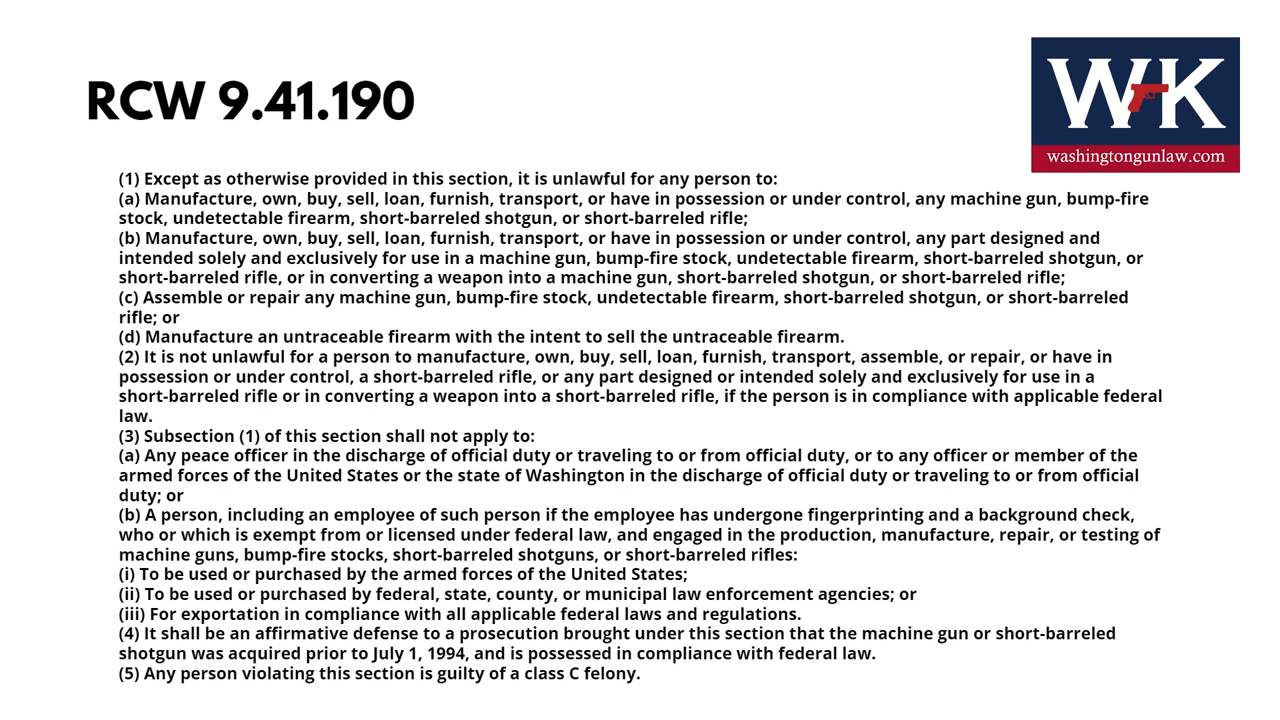 RCW 9.41.190
WK
washingtongunlaw.com
(1) Except as otherwise provided in this section, it is unlawful for any person to:
(a) Manufacture, own, buy, sell, loan, furnish, transport, or have in possession or under control, any machine gun, bump-fire
stock, undetectable firearm, short-barreled shotgun, or short-barreled rifle;
(b) Manufacture, own, buy, sell, loan, furnish, transport, or have in possession or under control, any part designed and
intended solely and exclusively for use in a machine gun, bump-fire stock, undetectable firearm, short-barreled shotgun, or
short-barreled rifle, or in converting a weapon into a machine gun, short-barreled shotgun, or short-barreled rifle;
(c) Assemble or repair any machine gun, bump-fire stock, undetectable firearm, short-barreled shotgun, or short-barreled
rifle; or
(d) Manufacture an untraceable firearm with the intent to sell the untraceable firearm.
(2) It is not unlawful for a person to manufacture, own, buy, sell, loan, furnish, transport, assemble, or repair, or have in
possession or under control, a short-barreled rifle, or any part designed or intended solely and exclusively for use in a
short-barreled rifle or in converting a weapon into a short-barreled rifle, if the person is in compliance with applicable federal
law.
(3) Subsection (1) of this section shall not apply to:
(a) Any peace officer in the discharge of official duty or traveling to or from official duty, or to any officer or member of the
armed forces of the United States or the state of Washington in the discharge of official duty or traveling to or from official
duty; or
(b) A person, including an employee of such person if the employee has undergone fingerprinting and a background check,
who or which is exempt from or licensed under federal law, and engaged in the production, manufacture, repair, or testing of
machine guns, bump-fire stocks, short-barreled shotguns, or short-barreled rifles:
(i) To be used or purchased by the armed forces of the United States;
(ii) To be used or purchased by federal, state, county, or municipal law enforcement agencies; or
(iii) For exportation in compliance with all applicable federal laws and regulations.
(4) It shall be an affirmative defense to a prosecution brought under this section that the machine gun or short-barreled
shotgun was acquired prior to July 1, 1994, and is possessed in compliance with federal law.
(5) Any person violating this section is guilty of a class C felony.